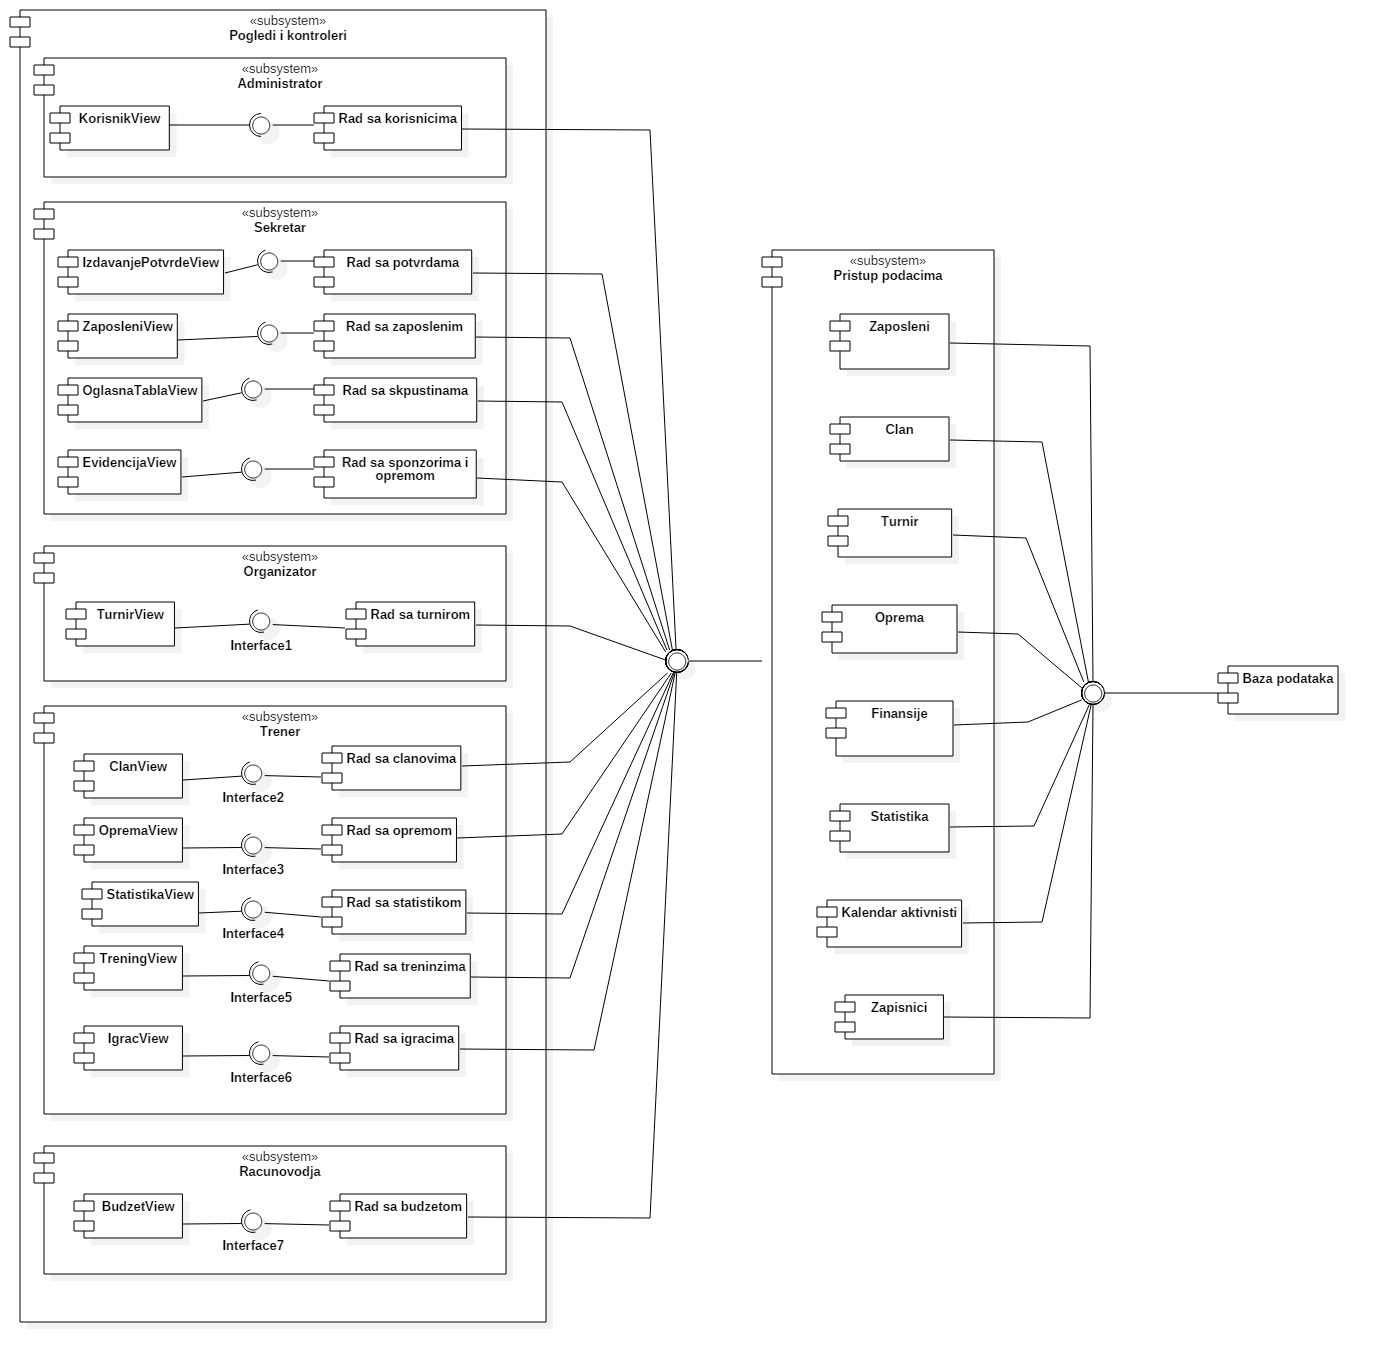 «subsystem»
Pogledi i kontroleri
«subsystem»
Administrator
KorisnikView
Rad sa korisnicima
«subsystem»
Sekretar
IzdavanjePotvrdeView
Rad sa potvrdama
ZaposleniView
Rad sa zaposlenim
OglasnaTablaView
Rad sa skpustinama
EvidencijaView
Rad sa sponzorima i
opremom
«subsystem»
Organizator
TurnirView
Interface1
Rad sa turnirom
«subsystem»
Trener
ClanView
Interface2
Rad sa clanovima
OpremaView
Interface3
Rad sa opremom
StatistikaView
Interface4
Rad sa statistikom
TreningView
Interface5
Rad sa treninzima
IgracView
Interface6
Rad sa igracima
«subsystem»
Racunovodja
BudzetView
Interface7
Rad sa budzetom
«subsystem»
Pristup podacima
Zaposleni
Clan
Turnir
Oprema
Finansije
Statistika
Kalendar aktivnisti
Zapisnici
Baza podataka